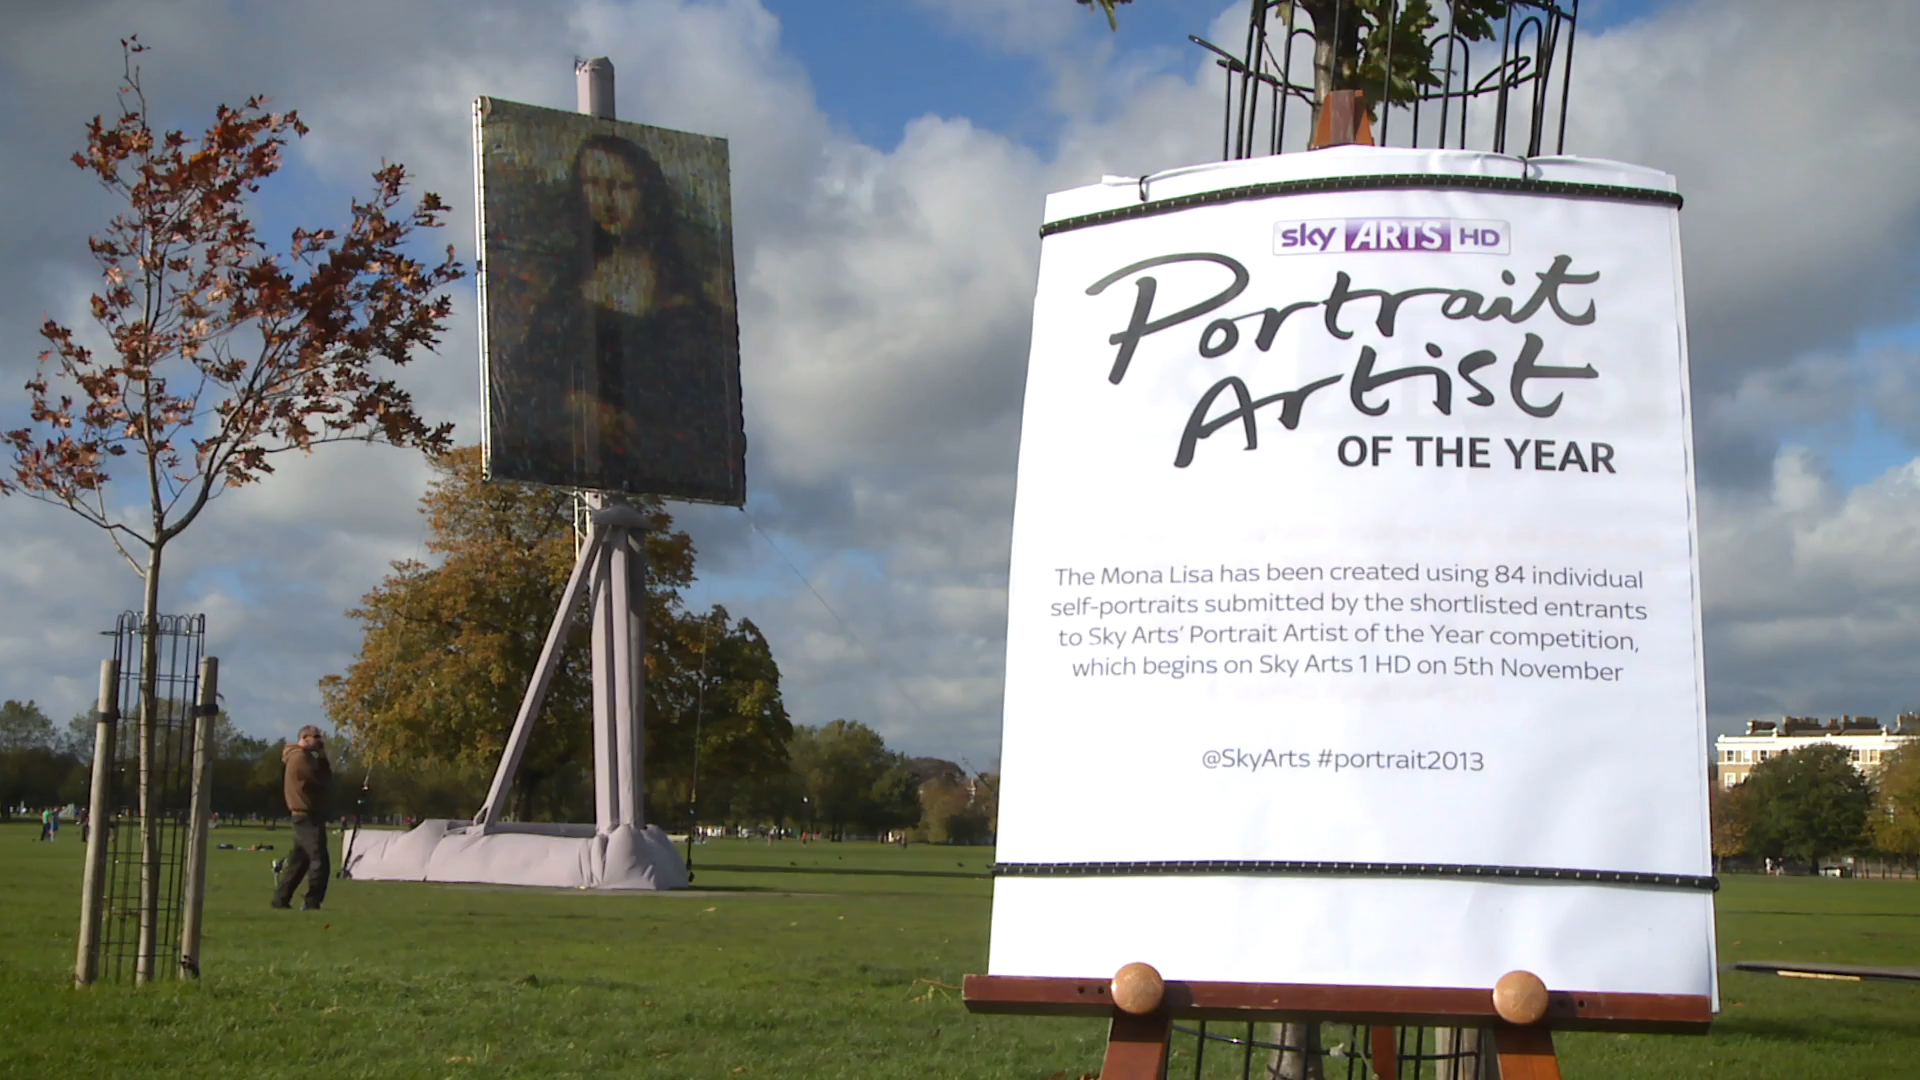 sky ARTS HD
Portrait
Artist
OF THE YEAR
The Mona Lisa has been created using 84 individual
self-portraits submitted by the shortlisted entrants
to Sky Arts' Portrait Artist of the Year competition,
which begins on Sky Arts 1 HD on 5th November
@SkyArts #portrait2013